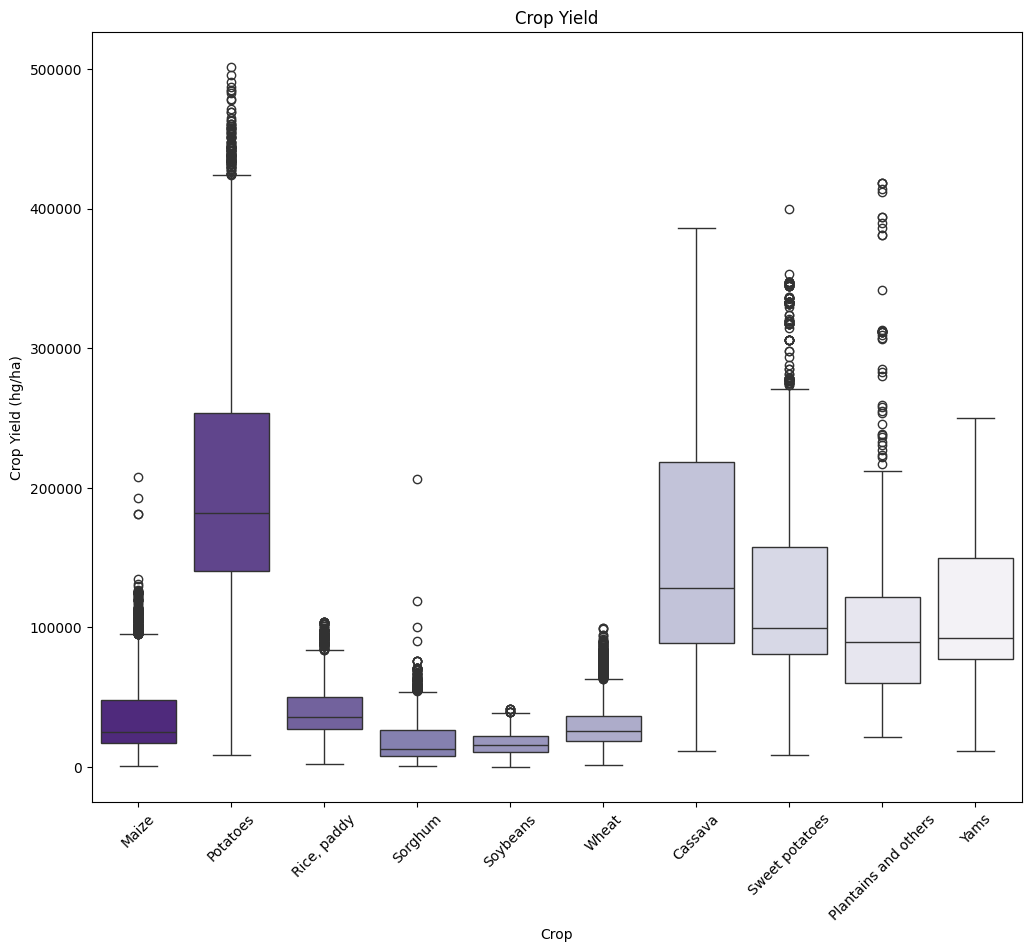 Crop Yield
Crop Yield (hg/ha)
500000
400000
300000
200000
100000
0
Maize
Potatoes
Rice, paddy
Sorghum
Soybeans
Wheat
Cassava
Sweet potatoes
Plantains and others
Yams
Crop